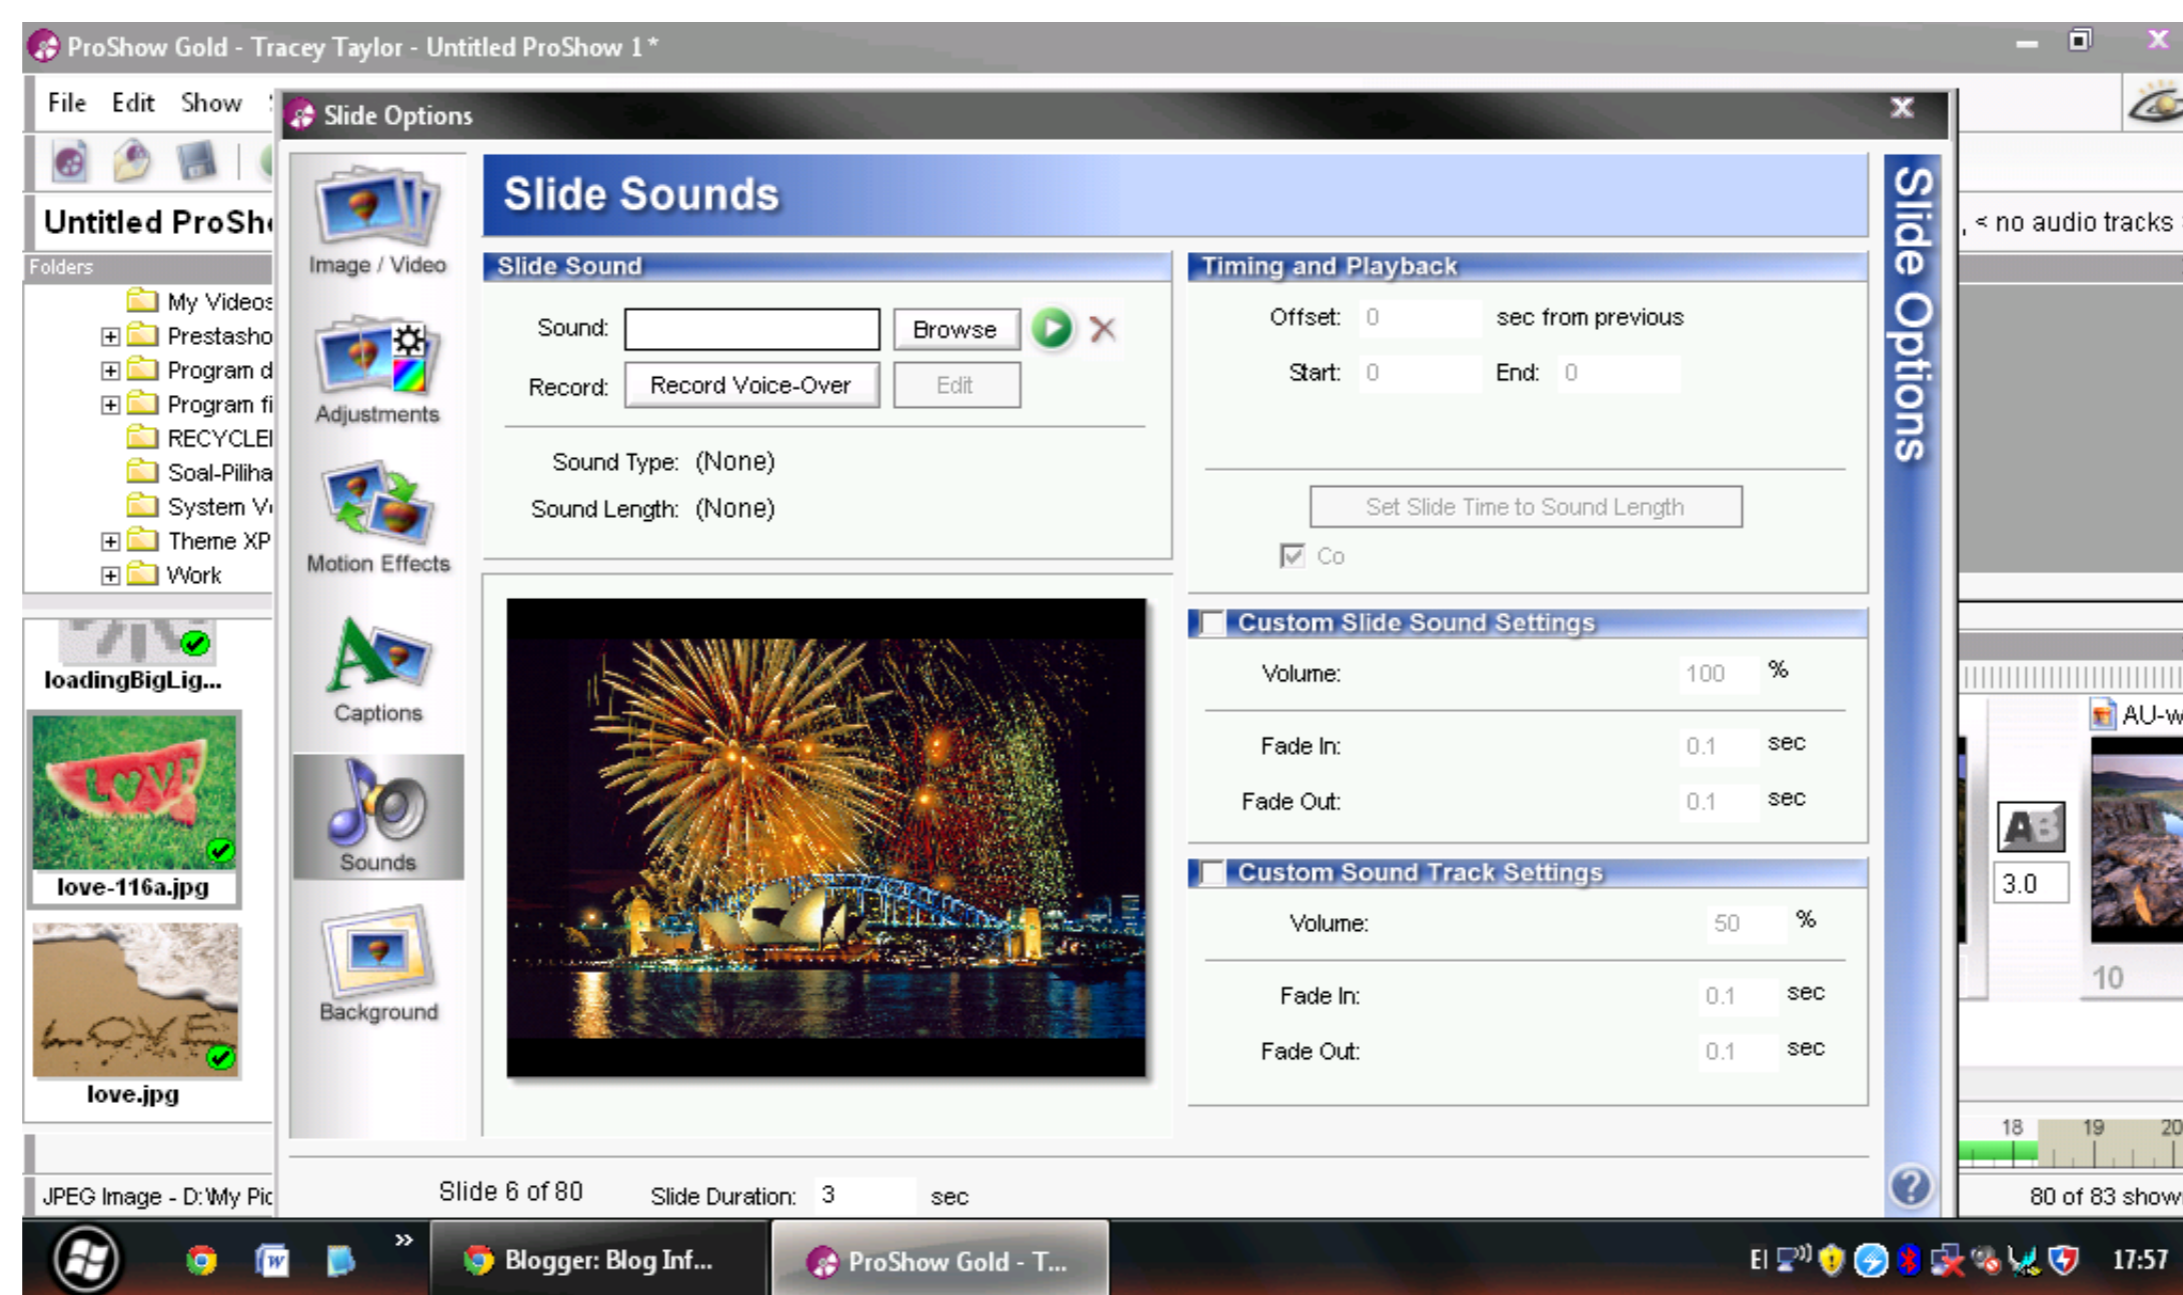 ProShow Gold - Tracey Taylor - Untitled ProShow 1 *
File Edit Show
Slide Options
Untitled ProSh
, < no audio tracks
Folders
My Videos
Prestasho
Program d
Program fi
RECYCLE
Soal-Piliha
System V
Theme XP
Work
loadingBigLig...
LOVE
love-116a.jpg
LOVE
love.jpg
JPEG Image - D:\My Pic
Image / Video
Adjustments
Motion Effects
Captions
Sounds
Background
Slide Sounds
Slide Sound
Sound: Browse
Record: Record Voice-Over Edit
Sound Type: (None)
Sound Length: (None)
Timing and Playback
Offset: 0 sec from previous
Start: 0 End: 0
Set Slide Time to Sound Length
Co
Custom Slide Sound Settings
Volume: 100 %
Fade In: 0.1 sec
Fade Out: 0.1 sec
Custom Sound Track Settings
Volume: 50 %
Fade In: 0.1 sec
Fade Out: 0.1 sec
Slide Options
Slide 6 of 80 Slide Duration: 3 sec
AU-w
AB
3.0
10
18 19 20
80 of 83 show
Blogger: Blog Inf...
ProShow Gold - T...
17:57